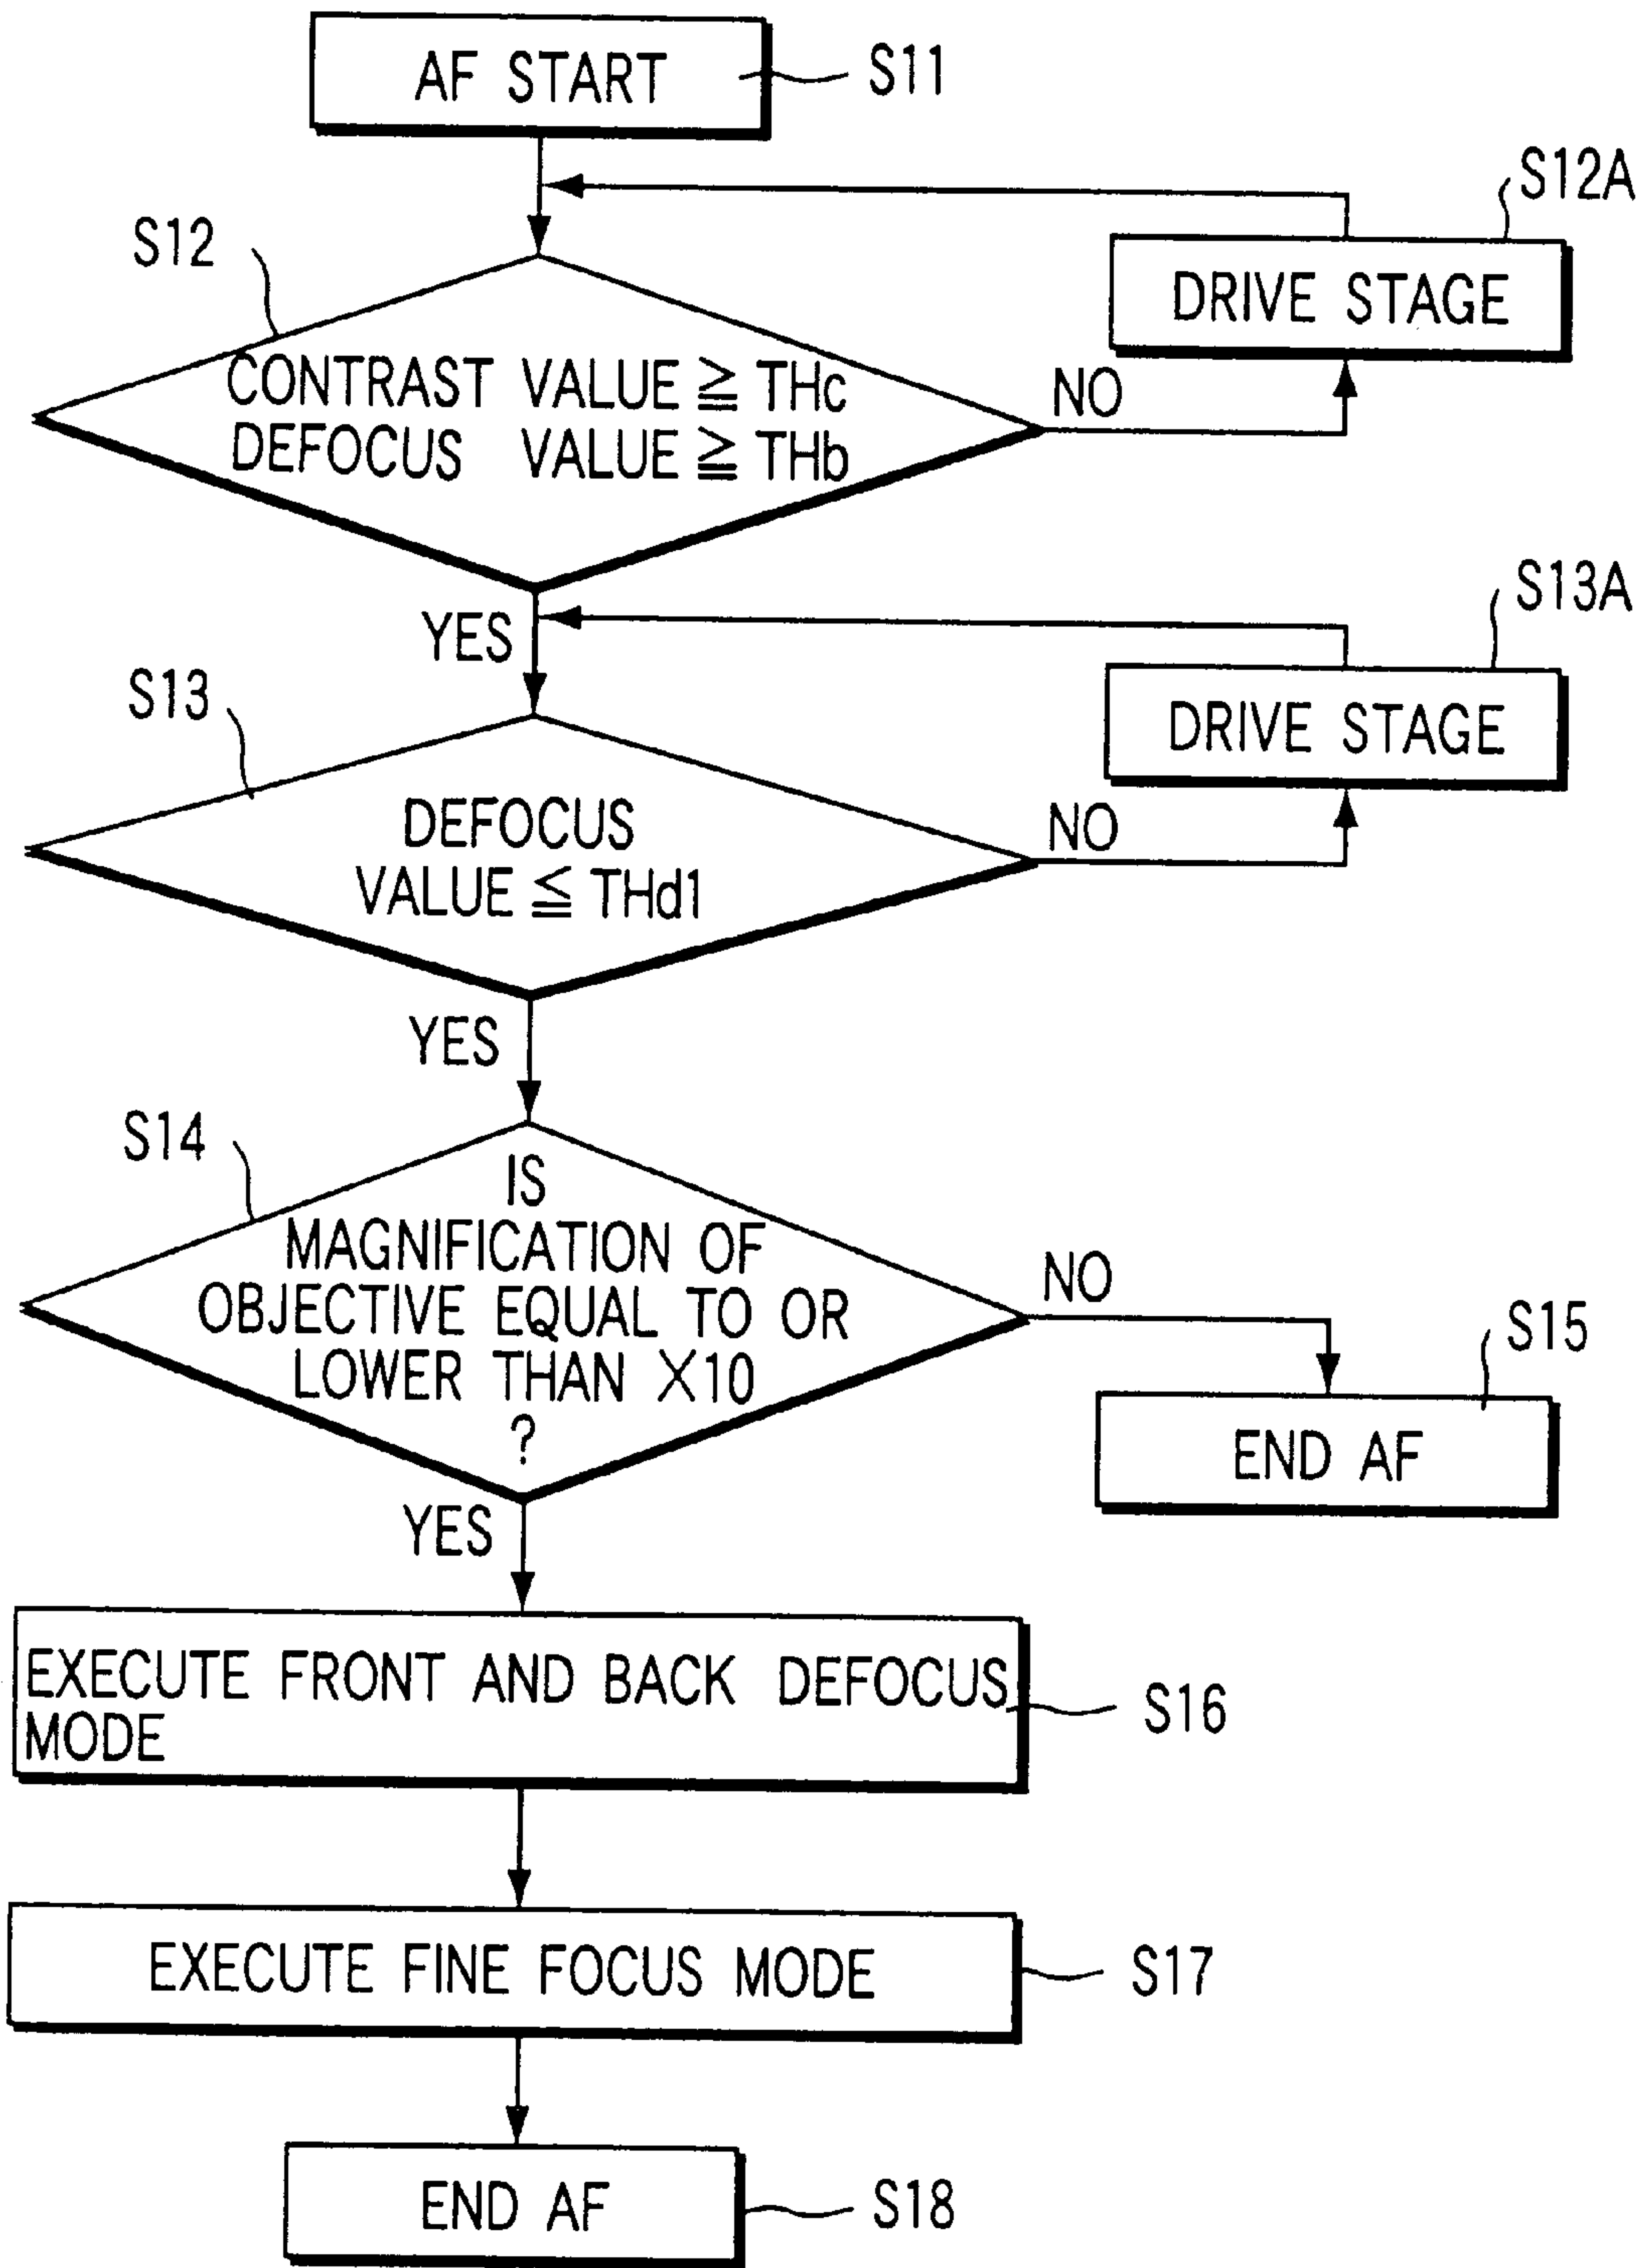 AF START
S11
S12A
S12
DRIVE STAGE
CONTRAST VALUE ≧ THc
DEFOCUS VALUE ≧ THb
NO
YES
S13A
S13
DRIVE STAGE
DEFOCUS
VALUE ≦ THd1
NO
YES
S14
IS
MAGNIFICATION OF
OBJECTIVE EQUAL TO OR
LOWER THAN X10
?
NO
S15
END AF
YES
EXECUTE FRONT AND BACK DEFOCUS
MODE
S16
EXECUTE FINE FOCUS MODE
S17
END AF
S18